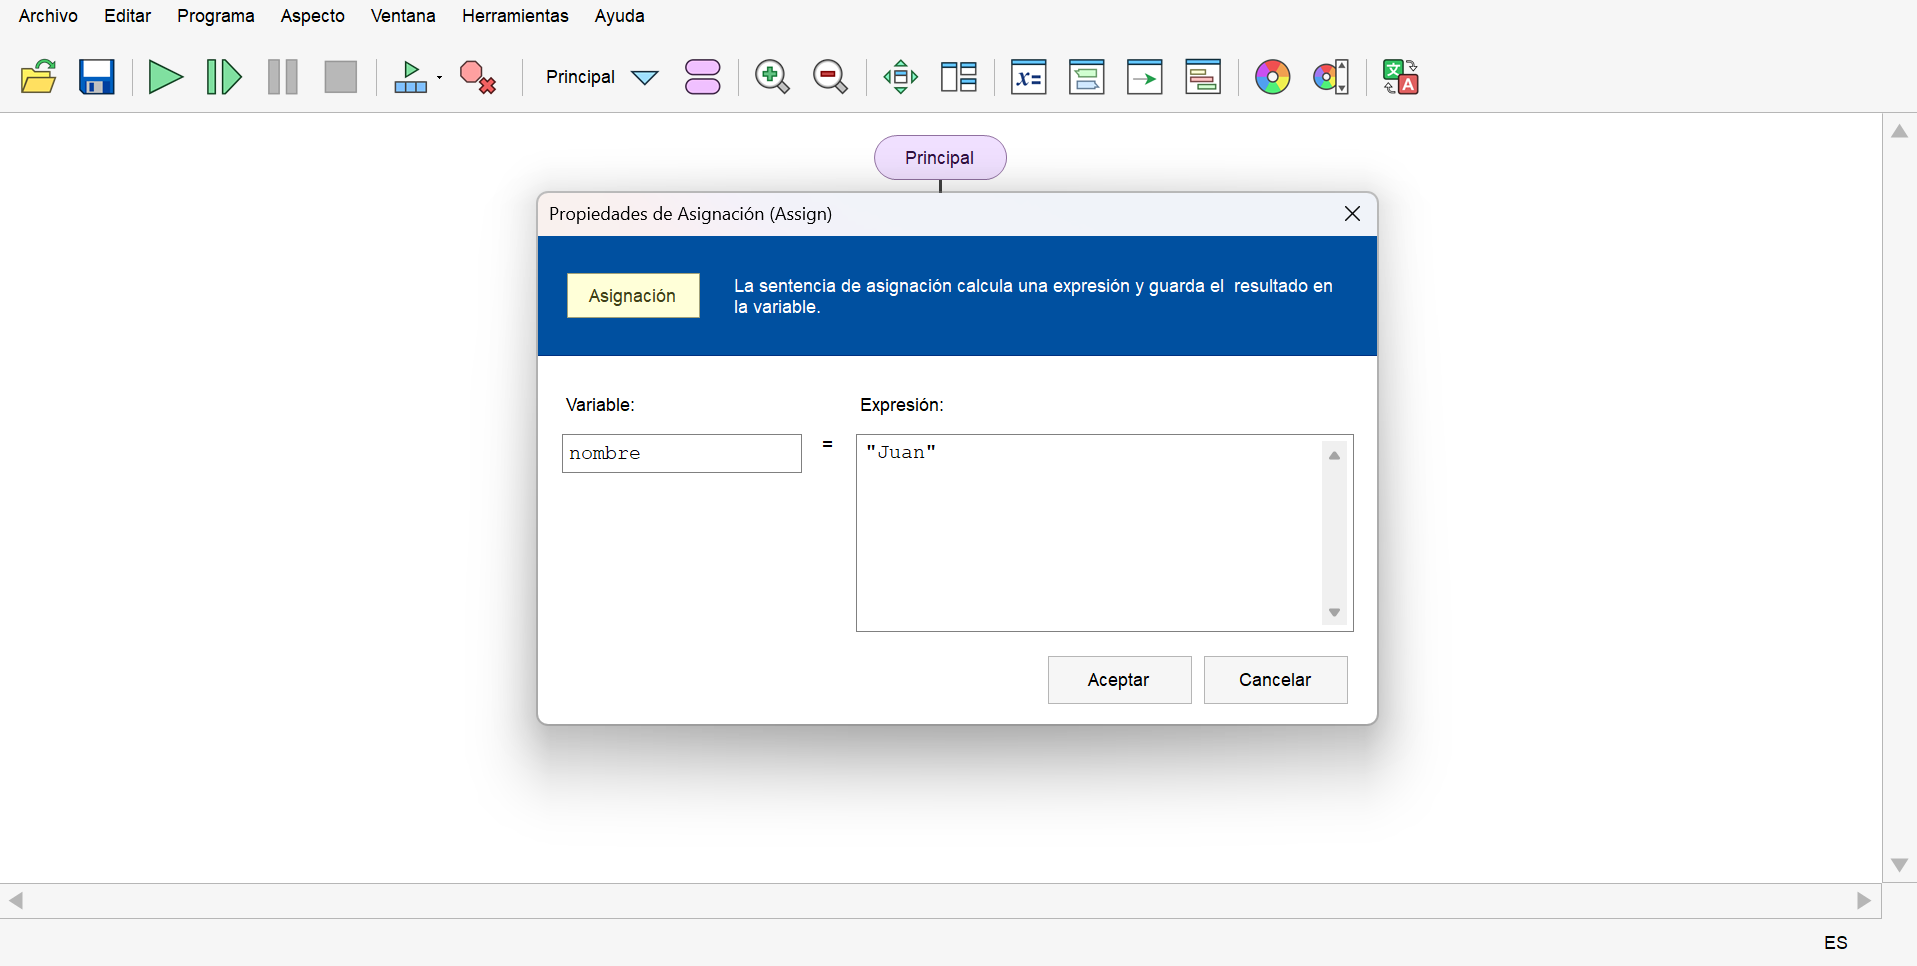 Archivo Editar Programa Aspecto Ventana Herramientas Ayuda
Principal
Principal
Propiedades de Asignación (Assign)
Asignación
La sentencia de asignación calcula una expresión y guarda el  resultado en
la variable.
Variable:
Expresión:
nombre
=
"Juan"
Aceptar
Cancelar
ES